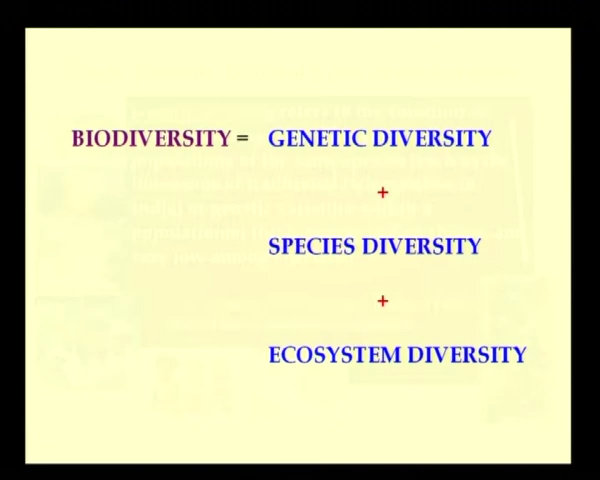 BIODIVERSITY = GENETIC DIVERSITY
+
SPECIES DIVERSITY
+
ECOSYSTEM DIVERSITY